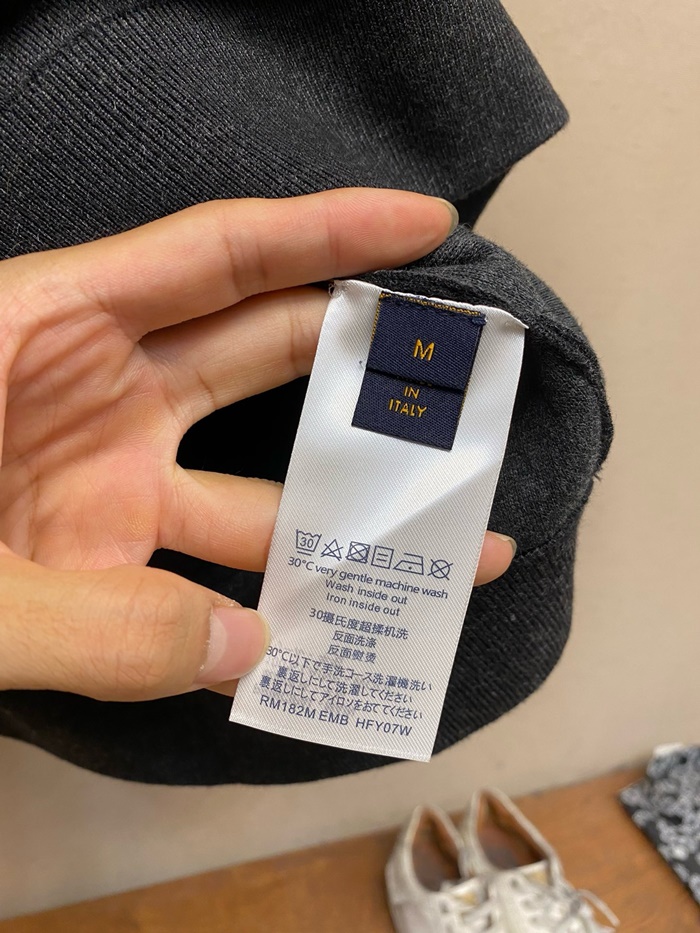 M
IN
ITALY
30
30°C very gentle machine wash
Wash inside out
Iron inside out
30摄氏度超揉机洗
反面洗涤
反面熨烫
30°C以下で手洗コース洗濯機洗い
裏返しにして洗濯してください
裏返しにしてアイロンをおてください
RM182M EMB HFY07W